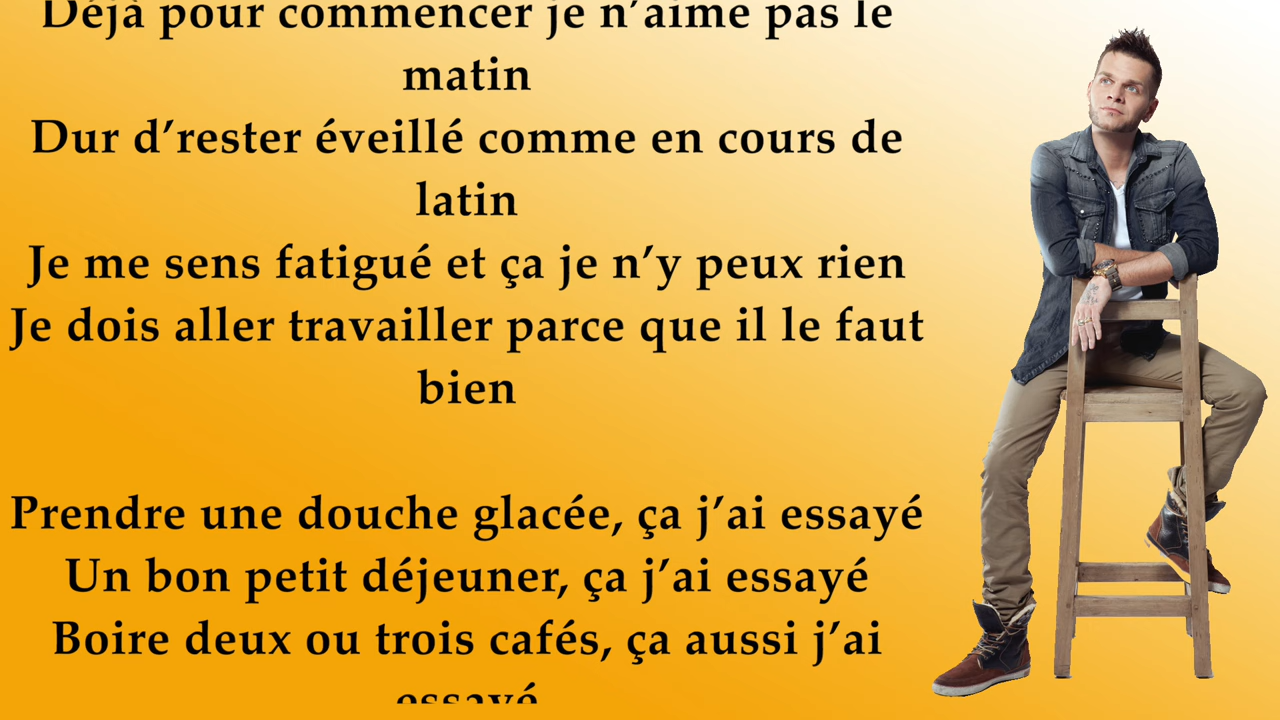 Déjà pour commencer je n’aime pas le
matin
Dur d’rester éveillé comme en cours de
latin
Je me sens fatigué et ça je n’y peux rien
Je dois aller travailler parce que il le faut
bien
Prendre une douche glacée, ça j’ai essayé
Un bon petit déjeuner, ça j’ai essayé
Boire deux ou trois cafés, ça aussi j’ai
essayé